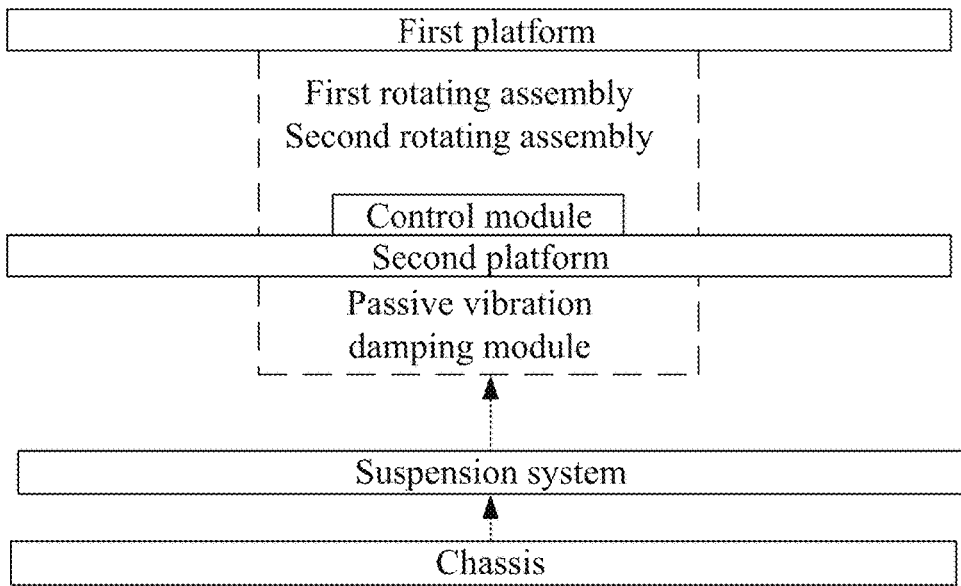 First platform
First rotating assembly
Second rotating assembly
Control module
Second platform
Passive vibration
damping module
Suspension system
Chassis